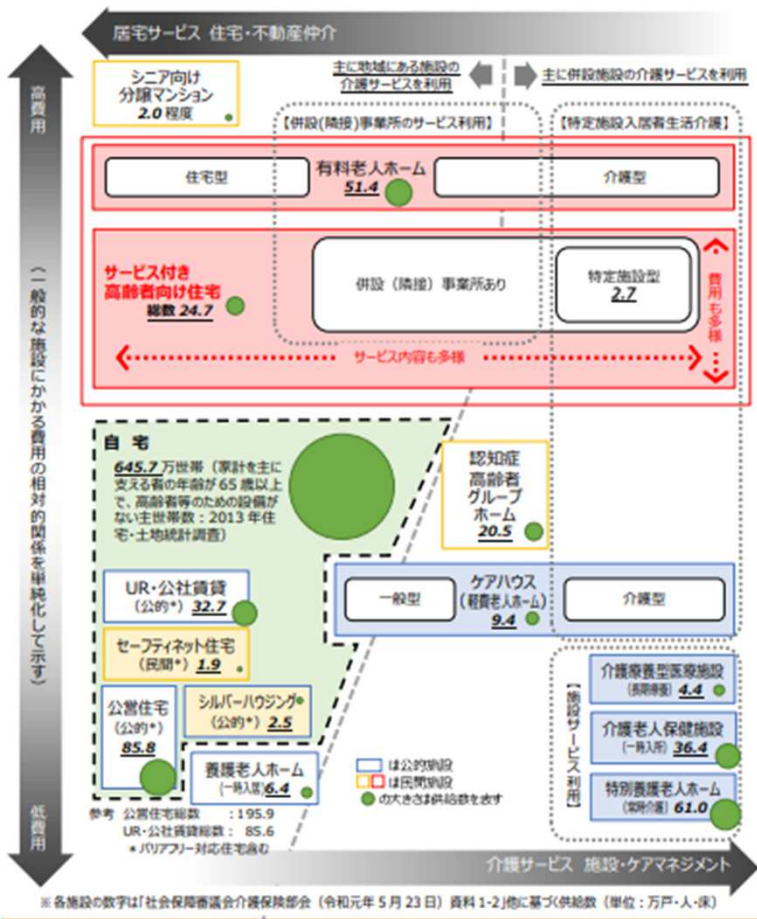 居宅サービス 住宅・不動産仲介
高費用
シニア向け
分譲マンション
2.0 程度
主に地域にある施設の
介護サービスを利用
主に併設施設の介護サービスを利用
【併設(隣接)事業所のサービス利用】
【特定施設入居者生活介護】
住宅型
有料老人ホーム
51.4
介護型
サービス付き
高齢者向け住宅
総数 24.7
併設（隣接）事業所あり
特定施設型
2.7
費用も多様
サービス内容も多様
（一般的な施設にかかる費用の相対的関係を単純化して示す）
自宅
645.7 万世帯（家計を主に
支える者の年齢が 65 歳以上
で、高齢者等のための設備が
ない主世帯数：2013 年住
宅・土地統計調査）
認知症
高齢者
グループ
ホーム
20.5
UR・公社賃貸
（公的*）32.7
一般型
ケアハウス
（軽費老人ホーム）
9.4
介護型
セーフティネット住宅
（民間*）1.9
公営住宅
（公的*）
85.8
シルバーハウジング
（公的*）2.5
養護老人ホーム
（一時入居）6.4
【施設サービス利用】
介護療養型医療施設
（長期療養）4.4
介護老人保健施設
（一時入所）36.4
特別養護老人ホーム
（常時介護）61.0
は公的施設
は民間施設
の大きさは供給数を表す
低費用
参考 公営住宅総数 ：195.9
UR・公社賃貸総数： 85.6
*バリアフリー対応住宅含む
介護サービス 施設・ケアマネジメント
※各施設の数字は「社会保障審議会介護保険部会（令和元年 5 月 23 日）資料 1-2」他に基づく供給数（単位：万戸・人・床）